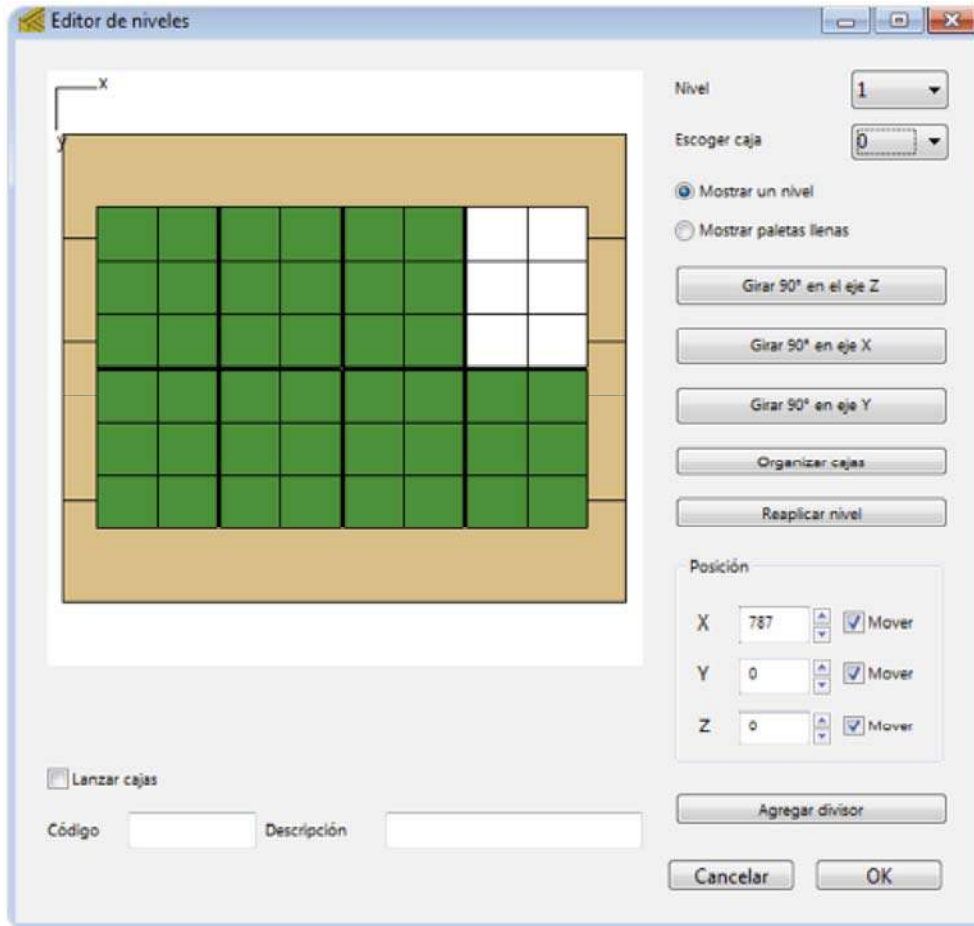 Editor de niveles
x
y
Nivel 1
Escoger caja 0
Mostrar un nivel
Mostrar paletas llenas
Girar 90° en el eje Z
Girar 90° en eje X
Girar 90° en eje Y
Organizar cajas
Reaplicar nivel
Posición
X 787 Mover
Y 0 Mover
Z 0 Mover
Lanzar cajas
Código Descripción
Agregar divisor
Cancelar OK